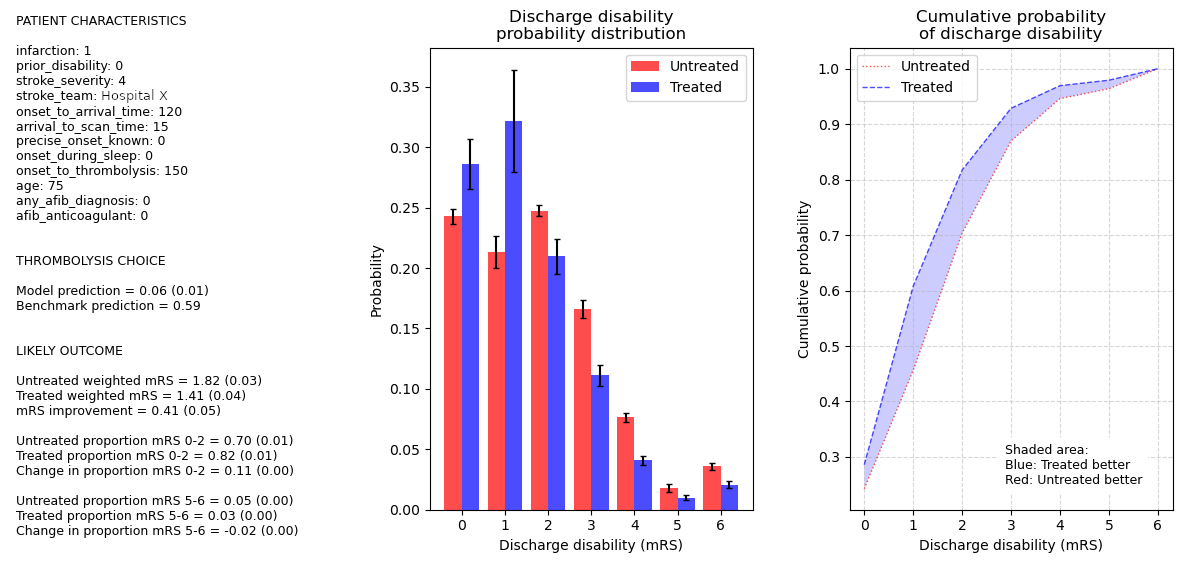 PATIENT CHARACTERISTICS
infarction: 1
prior_disability: 0
stroke_severity: 4
stroke_team: Hospital X
onset_to_arrival_time: 120
arrival_to_scan_time: 15
precise_onset_known: 0
onset_during_sleep: 0
onset_to_thrombolysis: 150
age: 75
any_afib_diagnosis: 0
afib_anticoagulant: 0
THROMBOLYSIS CHOICE
Model prediction = 0.06 (0.01)
Benchmark prediction = 0.59
LIKELY OUTCOME
Untreated weighted mRS = 1.82 (0.03)
Treated weighted mRS = 1.41 (0.04)
mRS improvement = 0.41 (0.05)
Untreated proportion mRS 0-2 = 0.70 (0.01)
Treated proportion mRS 0-2 = 0.82 (0.01)
Change in proportion mRS 0-2 = 0.11 (0.00)
Untreated proportion mRS 5-6 = 0.05 (0.00)
Treated proportion mRS 5-6 = 0.03 (0.00)
Change in proportion mRS 5-6 = -0.02 (0.00)
Discharge disability
probability distribution
Untreated
Treated
Probability
0.35
0.30
0.25
0.20
0.15
0.10
0.05
0.00
0 1 2 3 4 5 6
Discharge disability (mRS)
Cumulative probability
of discharge disability
Untreated
Treated
Cumulative probability
1.0
0.9
0.8
0.7
0.6
0.5
0.4
0.3
Shaded area:
Blue: Treated better
Red: Untreated better
0 1 2 3 4 5 6
Discharge disability (mRS)